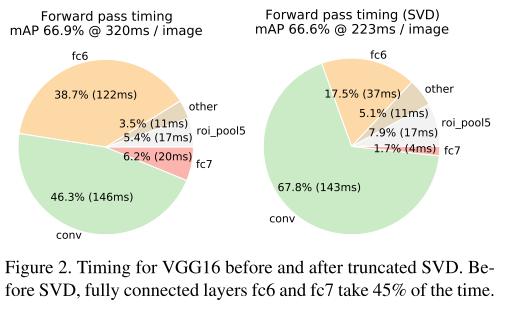 Forward pass timing
mAP 66.9% @ 320ms / image
fc6
38.7% (122ms)
other
3.5% (11ms)
roi_pool5
5.4% (17ms)
6.2% (20ms)
fc7
46.3% (146ms)
conv
Forward pass timing (SVD)
mAP 66.6% @ 223ms / image
fc6
17.5% (37ms)
other
5.1% (11ms)
roi_pool5
7.9% (17ms)
1.7% (4ms)
fc7
67.8% (143ms)
conv
Figure 2. Timing for VGG16 before and after truncated SVD. Be-
fore SVD, fully connected layers fc6 and fc7 take 45% of the time.